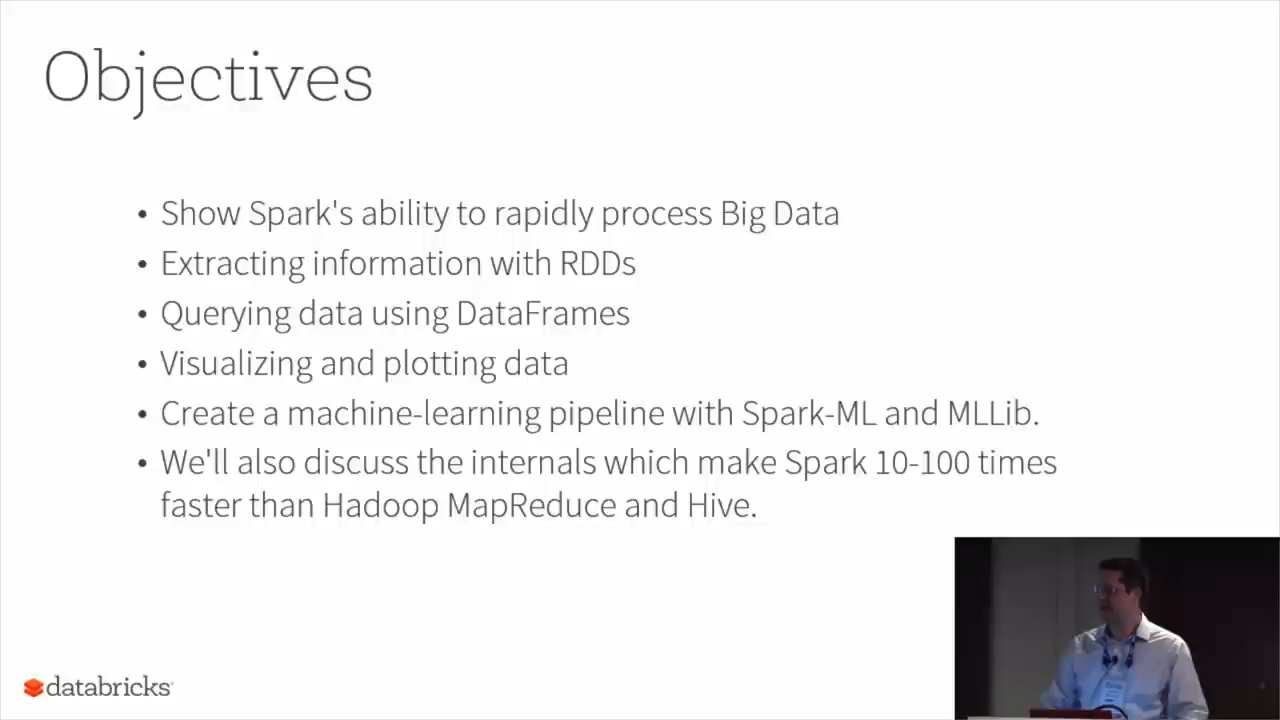 Objectives
• Show Spark's ability to rapidly process Big Data
• Extracting information with RDDs
• Querying data using DataFrames
• Visualizing and plotting data
• Create a machine-learning pipeline with Spark-ML and MLLib.
• We'll also discuss the internals which make Spark 10-100 times
faster than Hadoop MapReduce and Hive.
databricks